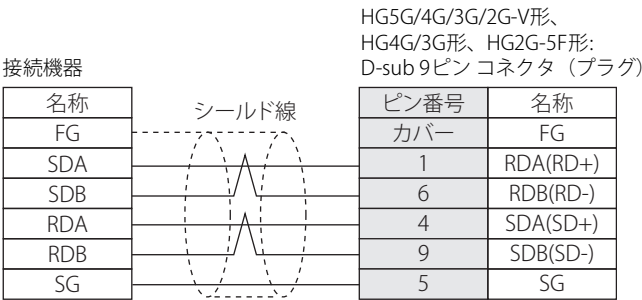 HG5G/4G/3G/2G-V形、
HG4G/3G形、HG2G-5F形:
接続機器 D-sub 9ピン コネクタ（プラグ）
名称 シールド線 ピン番号 名称
FG カバー FG
SDA 1 RDA(RD+)
SDB 6 RDB(RD-)
RDA 4 SDA(SD+)
RDB 9 SDB(SD-)
SG 5 SG